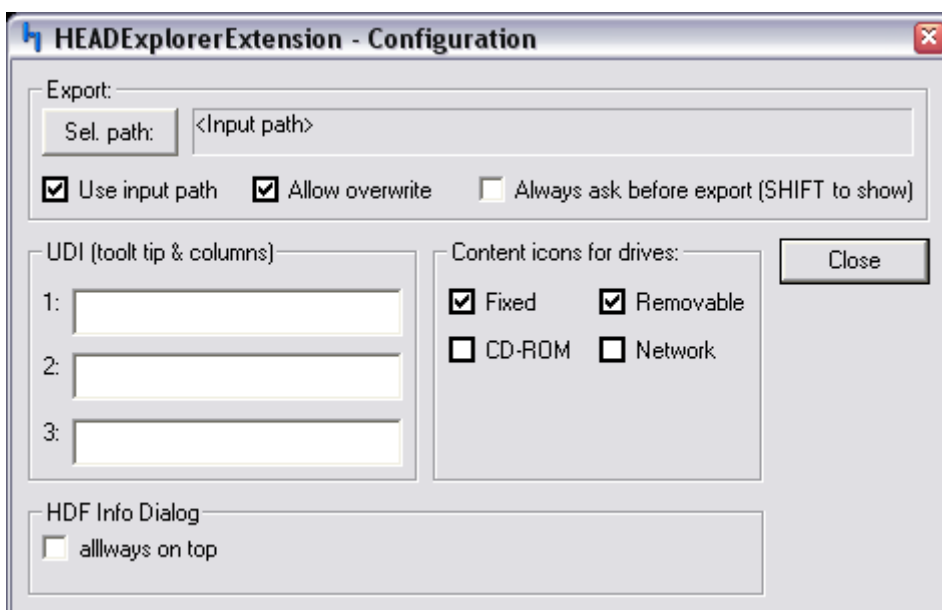 HEADExplorerExtension - Configuration
Export:
Sel. path: <Input path>
Use input path Allow overwrite Always ask before export (SHIFT to show)
UDI (toolt tip & columns) Content icons for drives: Close
1: Fixed Removable
2: CD-ROM Network
3:
HDF Info Dialog
alllways on top